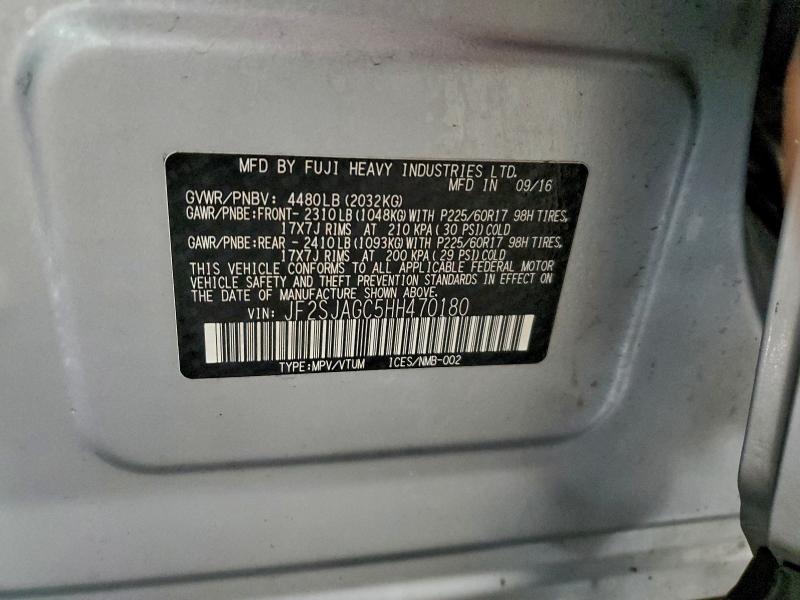 MFD BY FUJI HEAVY INDUSTRIES LTD.
MFD IN 09/16
GVWR/PNBV: 4480LB (2032KG)
GAWR/PNBE:FRONT- 2310LB (1048KG)WITH P225/60R17 98H TIRES,
17X7J RIMS AT 210 KPA( 30 PSI)COLD
GAWR/PNBE:REAR - 2410LB (1093KG)WITH P225/60R17 98H TIRES,
17X7J RIMS AT 200 KPA( 29 PSI)COLD
THIS VEHICLE CONFORMS TO ALL APPLICABLE FEDERAL MOTOR
VEHICLE SAFETY AND THEFT PREVENTION STANDARDS IN EFFECT ON
THE DATE OF MANUFACTURE SHOWN ABOVE.
VIN: JF2SJAGC5HH470180
TYPE:MPV/VTUM ICES/NMB-002